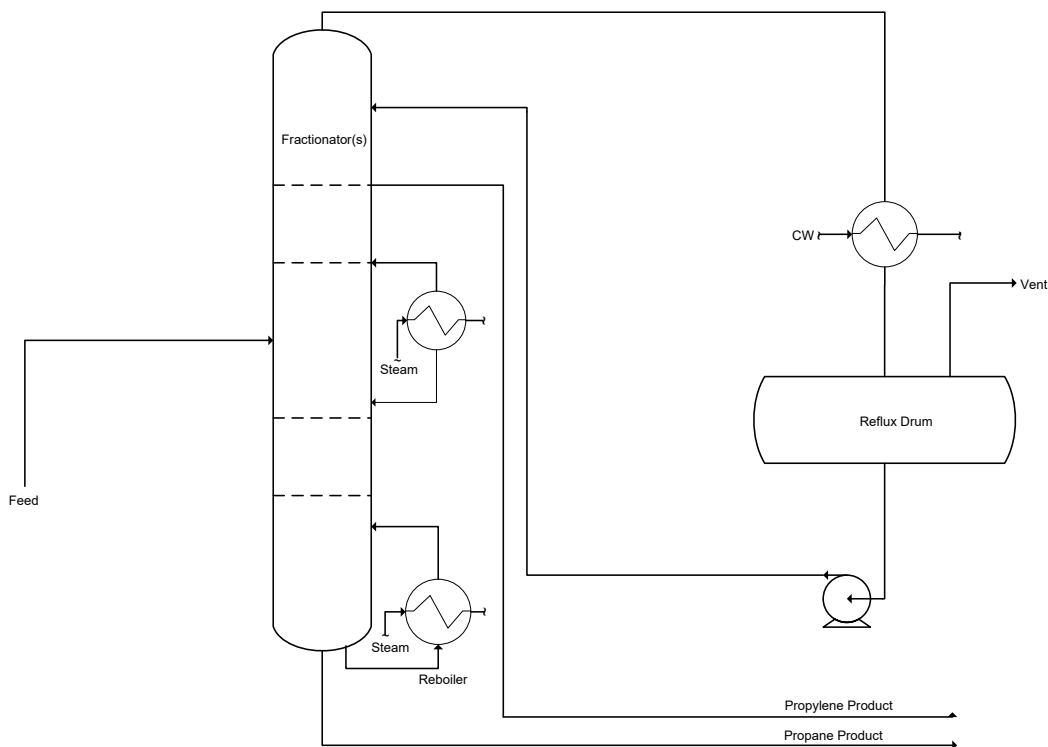 Fractionator(s)
CW
Vent
Steam
Reflux Drum
Feed
Steam
Reboiler
Propylene Product
Propane Product